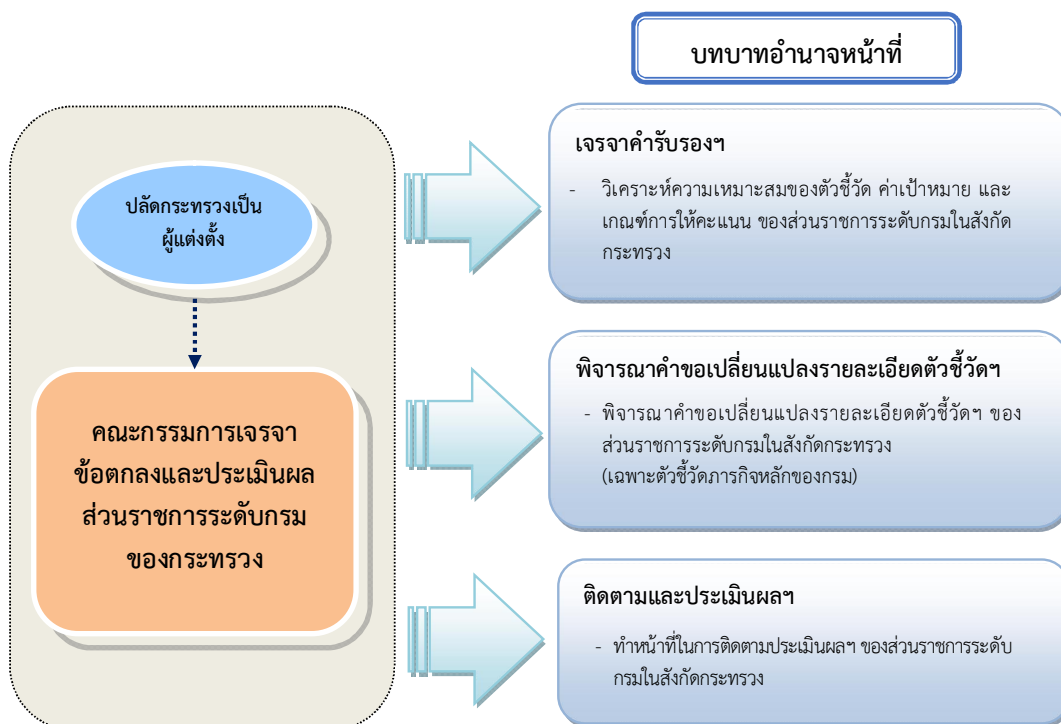 บทบาทอำนาจหน้าที่
ปลัดกระทรวงเป็น
ผู้แต่งตั้ง
คณะกรรมการเจรจา
ข้อตกลงและประเมินผล
ส่วนราชการระดับกรม
ของกระทรวง
เจรจาคำรับรองฯ
- วิเคราะห์ความเหมาะสมของตัวชี้วัด ค่าเป้าหมาย และ
เกณฑ์การให้คะแนน ของส่วนราชการระดับกรมในสังกัด
กระทรวง
พิจารณาคำขอเปลี่ยนแปลงรายละเอียดตัวชี้วัดฯ
- พิจารณาคำขอเปลี่ยนแปลงรายละเอียดตัวชี้วัดฯ ของ
ส่วนราชการระดับกรมในสังกัดกระทรวง
(เฉพาะตัวชี้วัดภารกิจหลักของกรม)
ติดตามและประเมินผลฯ
- ทำหน้าที่ในการติดตามประเมินผลฯ ของส่วนราชการระดับ
กรมในสังกัดกระทรวง